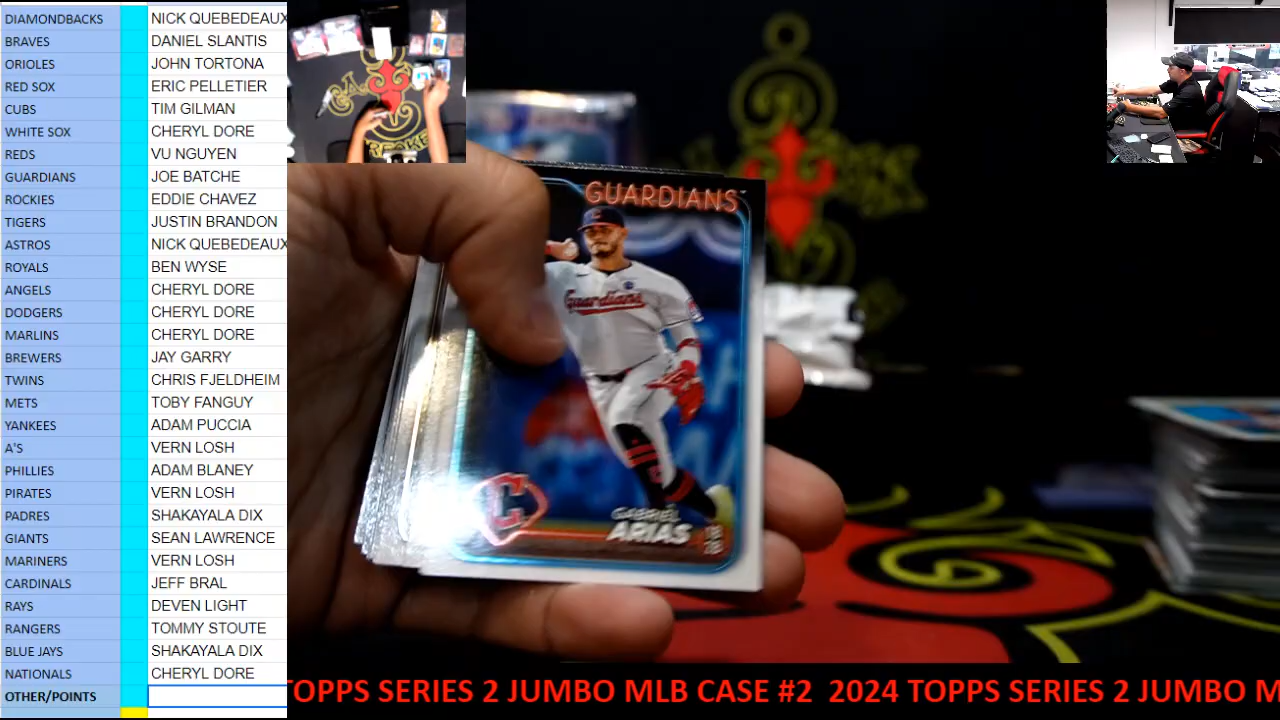 DIAMONDBACKS NICK QUEBEDEAUX
BRAVES DANIEL SLANTIS
ORIOLES JOHN TORTONA
RED SOX ERIC PELLETIER
CUBS TIM GILMAN
WHITE SOX CHERYL DORE
REDS VU NGUYEN
GUARDIANS JOE BATCHE
ROCKIES EDDIE CHAVEZ
TIGERS JUSTIN BRANDON
ASTROS NICK QUEBEDEAUX
ROYALS BEN WYSE
ANGELS CHERYL DORE
DODGERS CHERYL DORE
MARLINS CHERYL DORE
BREWERS JAY GARRY
TWINS CHRIS FJELDHEIM
METS TOBY FANGUY
YANKEES ADAM PUCCIA
A'S VERN LOSH
PHILLIES ADAM BLANEY
PIRATES VERN LOSH
PADRES SHAKAYALA DIX
GIANTS SEAN LAWRENCE
MARINERS VERN LOSH
CARDINALS JEFF BRAL
RAYS DEVEN LIGHT
RANGERS TOMMY STOUTE
BLUE JAYS SHAKAYALA DIX
NATIONALS CHERYL DORE
OTHER/POINTS
GUARDIANS
Guardians
C
GABRIEL
ARIAS
TOPPS SERIES 2 JUMBO MLB CASE #2 2024 TOPPS SERIES 2 JUMBO M